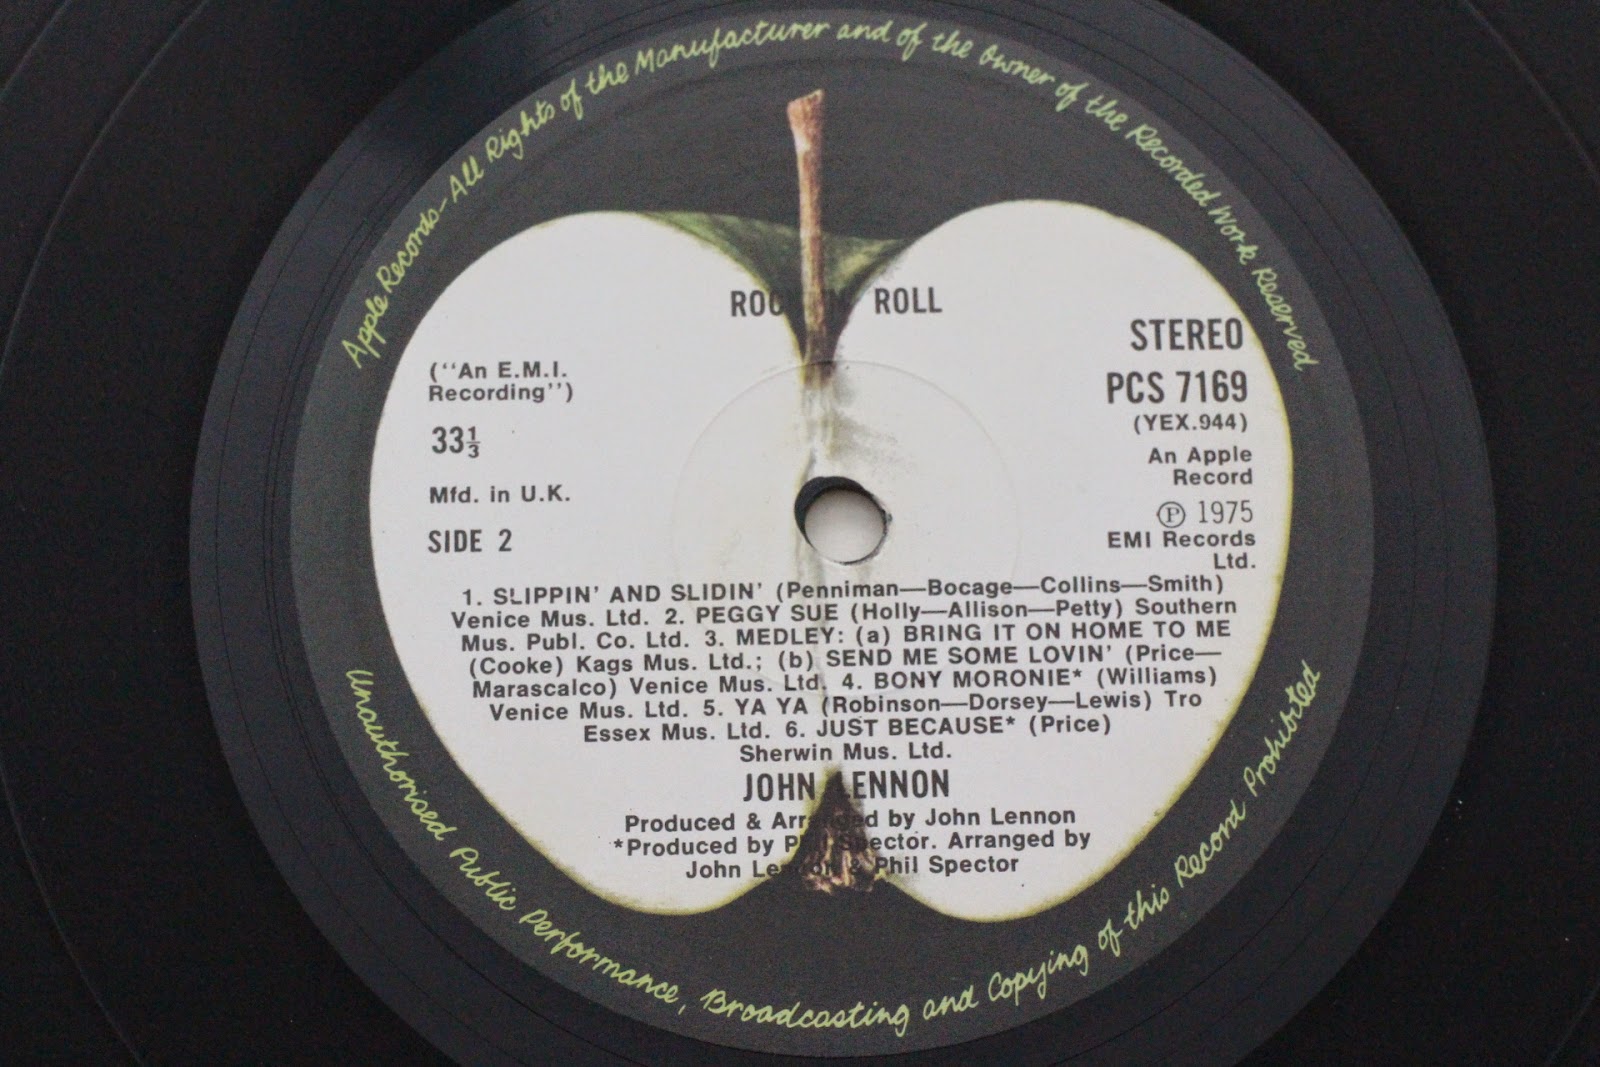 Apple Records - All Rights of the Manufacturer and of the Owner of the Recorded Work Reserved
ROCK 'N' ROLL
STEREO
("An E.M.I.
Recording")
PCS 7169
(YEX.944)
33⅓
An Apple
Record
Mfd. in U.K.
Ⓟ 1975
SIDE 2
EMI Records
Ltd.
1. SLIPPIN' AND SLIDIN' (Penniman—Bocage—Collins—Smith)
Venice Mus. Ltd. 2. PEGGY SUE (Holly—Allison—Petty) Southern
Mus. Publ. Co. Ltd. 3. MEDLEY: (a) BRING IT ON HOME TO ME
(Cooke) Kags Mus. Ltd.; (b) SEND ME SOME LOVIN' (Price—
Marascalco) Venice Mus. Ltd. 4. BONY MORONIE* (Williams)
Venice Mus. Ltd. 5. YA YA (Robinson—Dorsey—Lewis) Tro
Essex Mus. Ltd. 6. JUST BECAUSE* (Price)
Sherwin Mus. Ltd.
JOHN LENNON
Produced & Arranged by John Lennon
*Produced by Phil Spector. Arranged by
John Lennon & Phil Spector
Unauthorised Public Performance, Broadcasting and Copying of this Record Prohibited